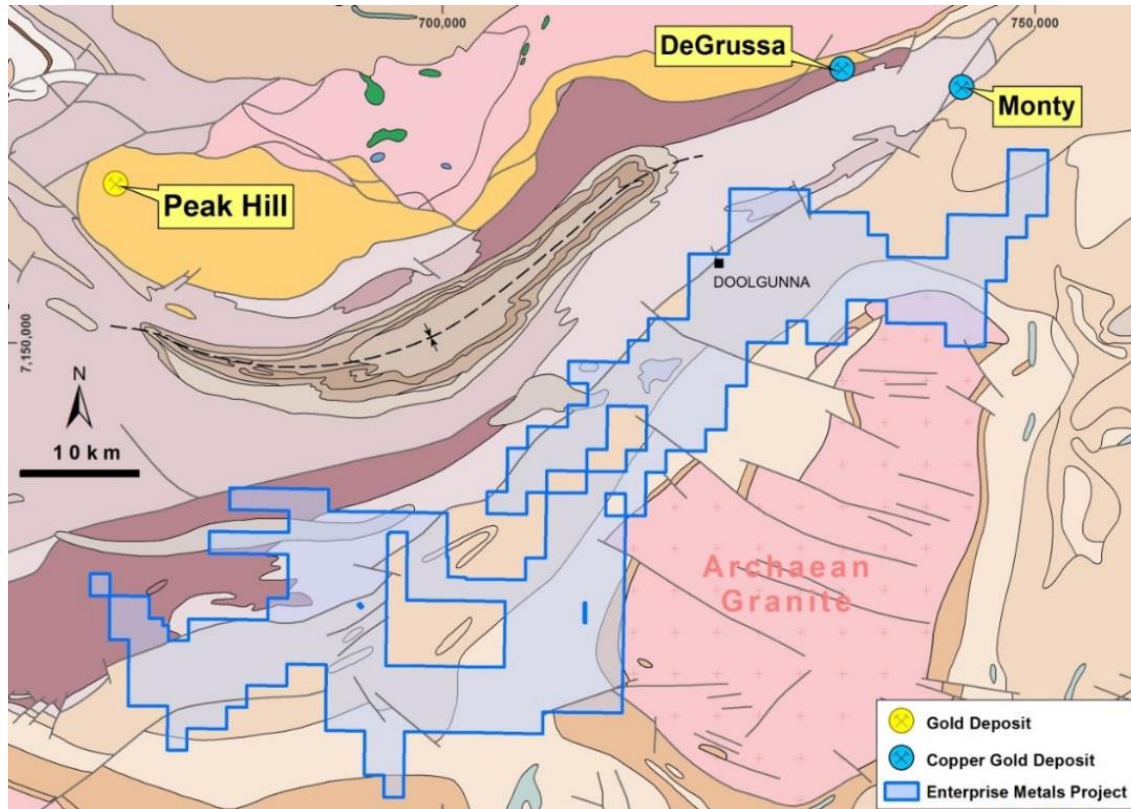 700,000
750,000
DeGrussa
Monty
Peak Hill
DOOLGUNNA
7,150,000
N
10 km
Archaean
Granite
Gold Deposit
Copper Gold Deposit
Enterprise Metals Project